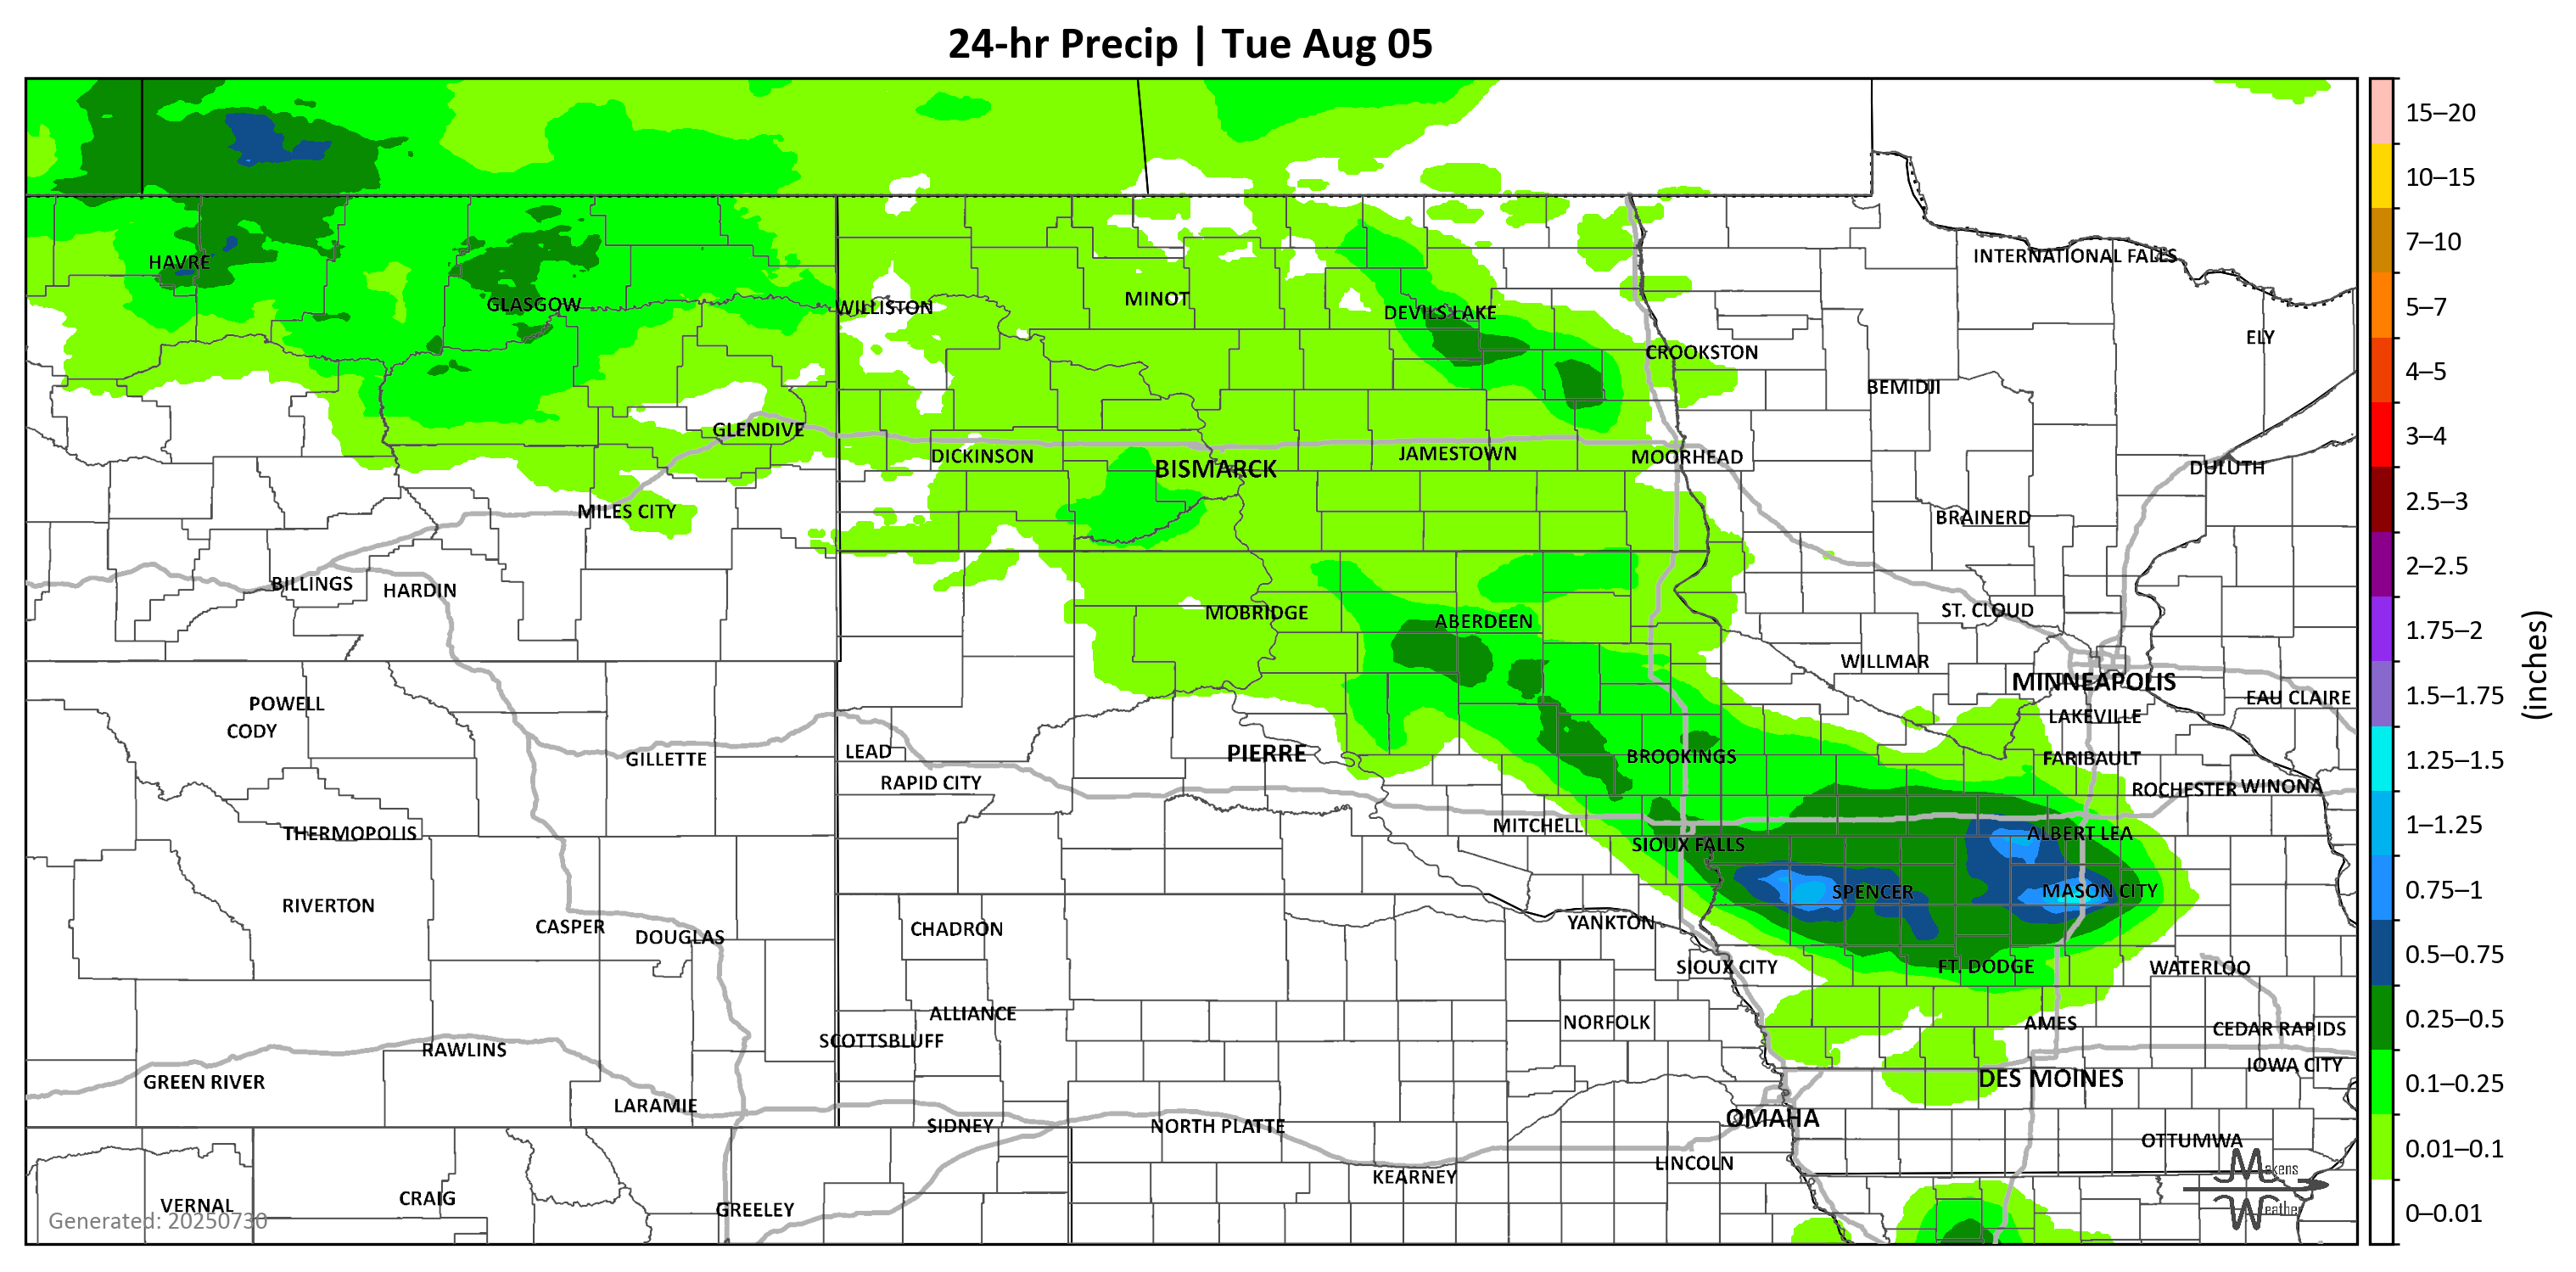 24-hr Precip | Tue Aug 05
15–20
10–15
7–10
5–7
4–5
3–4
2.5–3
2–2.5
1.75–2
1.5–1.75
1.25–1.5
1–1.25
0.75–1
0.5–0.75
0.25–0.5
0.1–0.25
0.01–0.1
0–0.01
(inches)
INTERNATIONAL FALLS
HAVRE
GLASGOW
WILLISTON
MINOT
DEVILS LAKE
ELY
CROOKSTON
BEMIDJI
GLENDIVE
DICKINSON
BISMARCK
JAMESTOWN
MOORHEAD
DULUTH
MILES CITY
BRAINERD
BILLINGS
HARDIN
MOBRIDGE
ABERDEEN
ST. CLOUD
WILLMAR
MINNEAPOLIS
EAU CLAIRE
POWELL
CODY
LAKEVILLE
GILLETTE
LEAD
PIERRE
BROOKINGS
FARIBAULT
RAPID CITY
ROCHESTER
WINONA
THERMOPOLIS
MITCHELL
ALBERT LEA
SIOUX FALLS
RIVERTON
SPENCER
MASON CITY
CASPER
DOUGLAS
CHADRON
YANKTON
SIOUX CITY
FT. DODGE
WATERLOO
ALLIANCE
NORFOLK
AMES
CEDAR RAPIDS
SCOTTSBLUFF
RAWLINS
IOWA CITY
GREEN RIVER
DES MOINES
LARAMIE
SIDNEY
NORTH PLATTE
OMAHA
OTTUMWA
LINCOLN
KEARNEY
VERNAL
CRAIG
GREELEY
Generated: 20250730
Makens
Weather